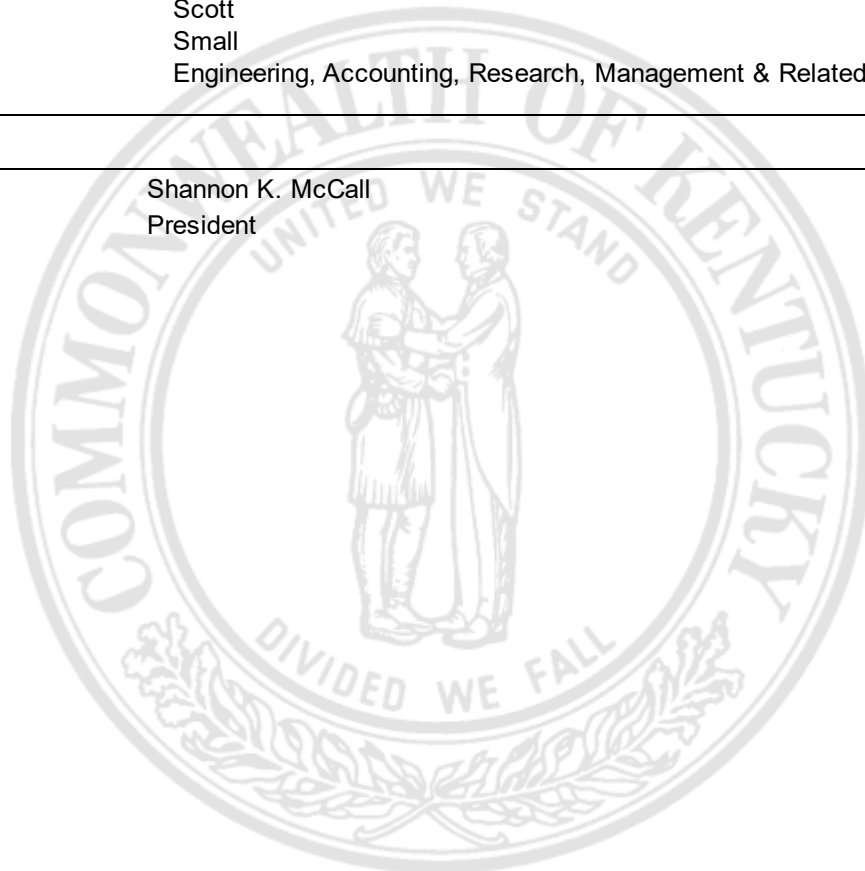 Scott
Small
Engineering, Accounting, Research, Management & Related
Shannon K. McCall
President
COMMONWEALTH OF KENTUCKY
UNITED WE STAND
DIVIDED WE FALL